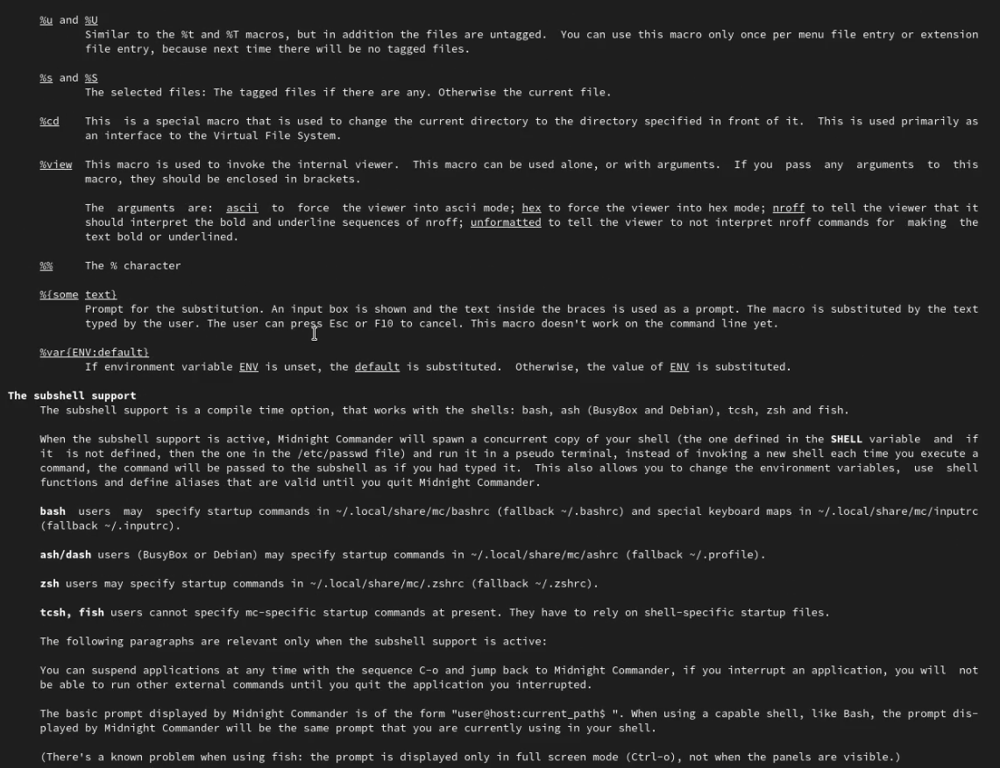 %u and %U
Similar to the %t and %T macros, but in addition the files are untagged.  You can use this macro only once per menu file entry or extension
file entry, because next time there will be no tagged files.
%s and %S
The selected files: The tagged files if there are any. Otherwise the current file.
%cd    This  is a special macro that is used to change the current directory to the directory specified in front of it.  This is used primarily as
an interface to the Virtual File System.
%view  This macro is used to invoke the internal viewer.  This macro can be used alone, or with arguments.  If you  pass  any  arguments  to  this
macro, they should be enclosed in brackets.
The  arguments  are:  ascii  to  force  the viewer into ascii mode; hex to force the viewer into hex mode; nroff to tell the viewer that it
should interpret the bold and underline sequences of nroff; unformatted to tell the viewer to not interpret nroff commands for  making  the
text bold or underlined.
%%     The % character
%{some text}
Prompt for the substitution. An input box is shown and the text inside the braces is used as a prompt. The macro is substituted by the text
typed by the user. The user can press Esc or F10 to cancel. This macro doesn't work on the command line yet.
%var{ENV:default}
If environment variable ENV is unset, the default is substituted.  Otherwise, the value of ENV is substituted.
The subshell support
The subshell support is a compile time option, that works with the shells: bash, ash (BusyBox and Debian), tcsh, zsh and fish.
When the subshell support is active, Midnight Commander will spawn a concurrent copy of your shell (the one defined in the SHELL variable  and  if
it  is not defined, then the one in the /etc/passwd file) and run it in a pseudo terminal, instead of invoking a new shell each time you execute a
command, the command will be passed to the subshell as if you had typed it.  This also allows you to change the environment variables,  use  shell
functions and define aliases that are valid until you quit Midnight Commander.
bash  users  may  specify startup commands in ~/.local/share/mc/bashrc (fallback ~/.bashrc) and special keyboard maps in ~/.local/share/mc/inputrc
(fallback ~/.inputrc).
ash/dash users (BusyBox or Debian) may specify startup commands in ~/.local/share/mc/ashrc (fallback ~/.profile).
zsh users may specify startup commands in ~/.local/share/mc/.zshrc (fallback ~/.zshrc).
tcsh, fish users cannot specify mc-specific startup commands at present. They have to rely on shell-specific startup files.
The following paragraphs are relevant only when the subshell support is active:
You can suspend applications at any time with the sequence C-o and jump back to Midnight Commander, if you interrupt an application, you will  not
be able to run other external commands until you quit the application you interrupted.
The basic prompt displayed by Midnight Commander is of the form "user@host:current_path$ ". When using a capable shell, like Bash, the prompt dis-
played by Midnight Commander will be the same prompt that you are currently using in your shell.
(There's a known problem when using fish: the prompt is displayed only in full screen mode (Ctrl-o), not when the panels are visible.)